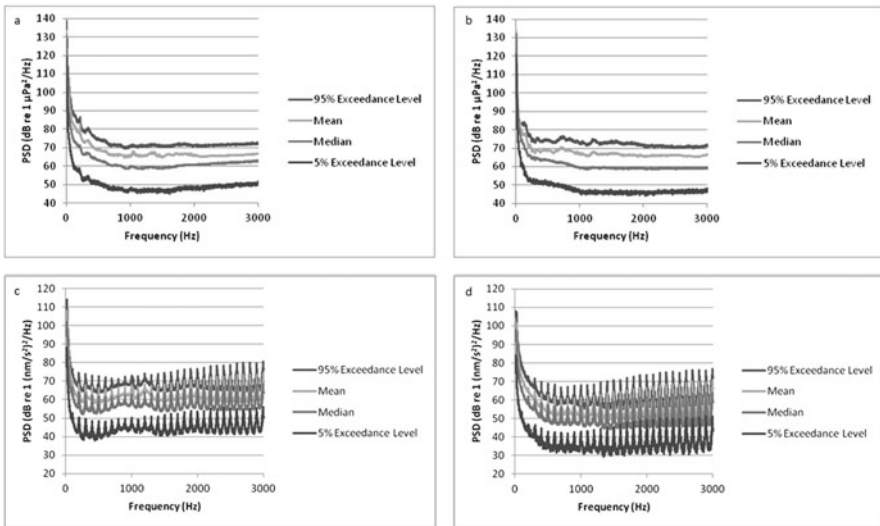 a
PSD (dB re 1 µPa²/Hz)
140
130
120
110
100
90
80
70
60
50
40
0 1000 2000 3000
Frequency (Hz)
95% Exceedance Level
Mean
Median
5% Exceedance Level
b
PSD (dB re 1 µPa²/Hz)
140
130
120
110
100
90
80
70
60
50
40
0 1000 2000 3000
Frequency (Hz)
95% Exceedance Level
Mean
Median
5% Exceedance Level
c
PSD (dB re 1 (nm/s²)²/Hz)
120
110
100
90
80
70
60
50
40
30
20
0 1000 2000 3000
Frequency (Hz)
95% Exceedance Level
Mean
Median
5% Exceedance Level
d
PSD (dB re 1 (nm/s²)²/Hz)
120
110
100
90
80
70
60
50
40
30
20
0 1000 2000 3000
Frequency (Hz)
95% Exceedance Level
Mean
Median
5% Exceedance Level